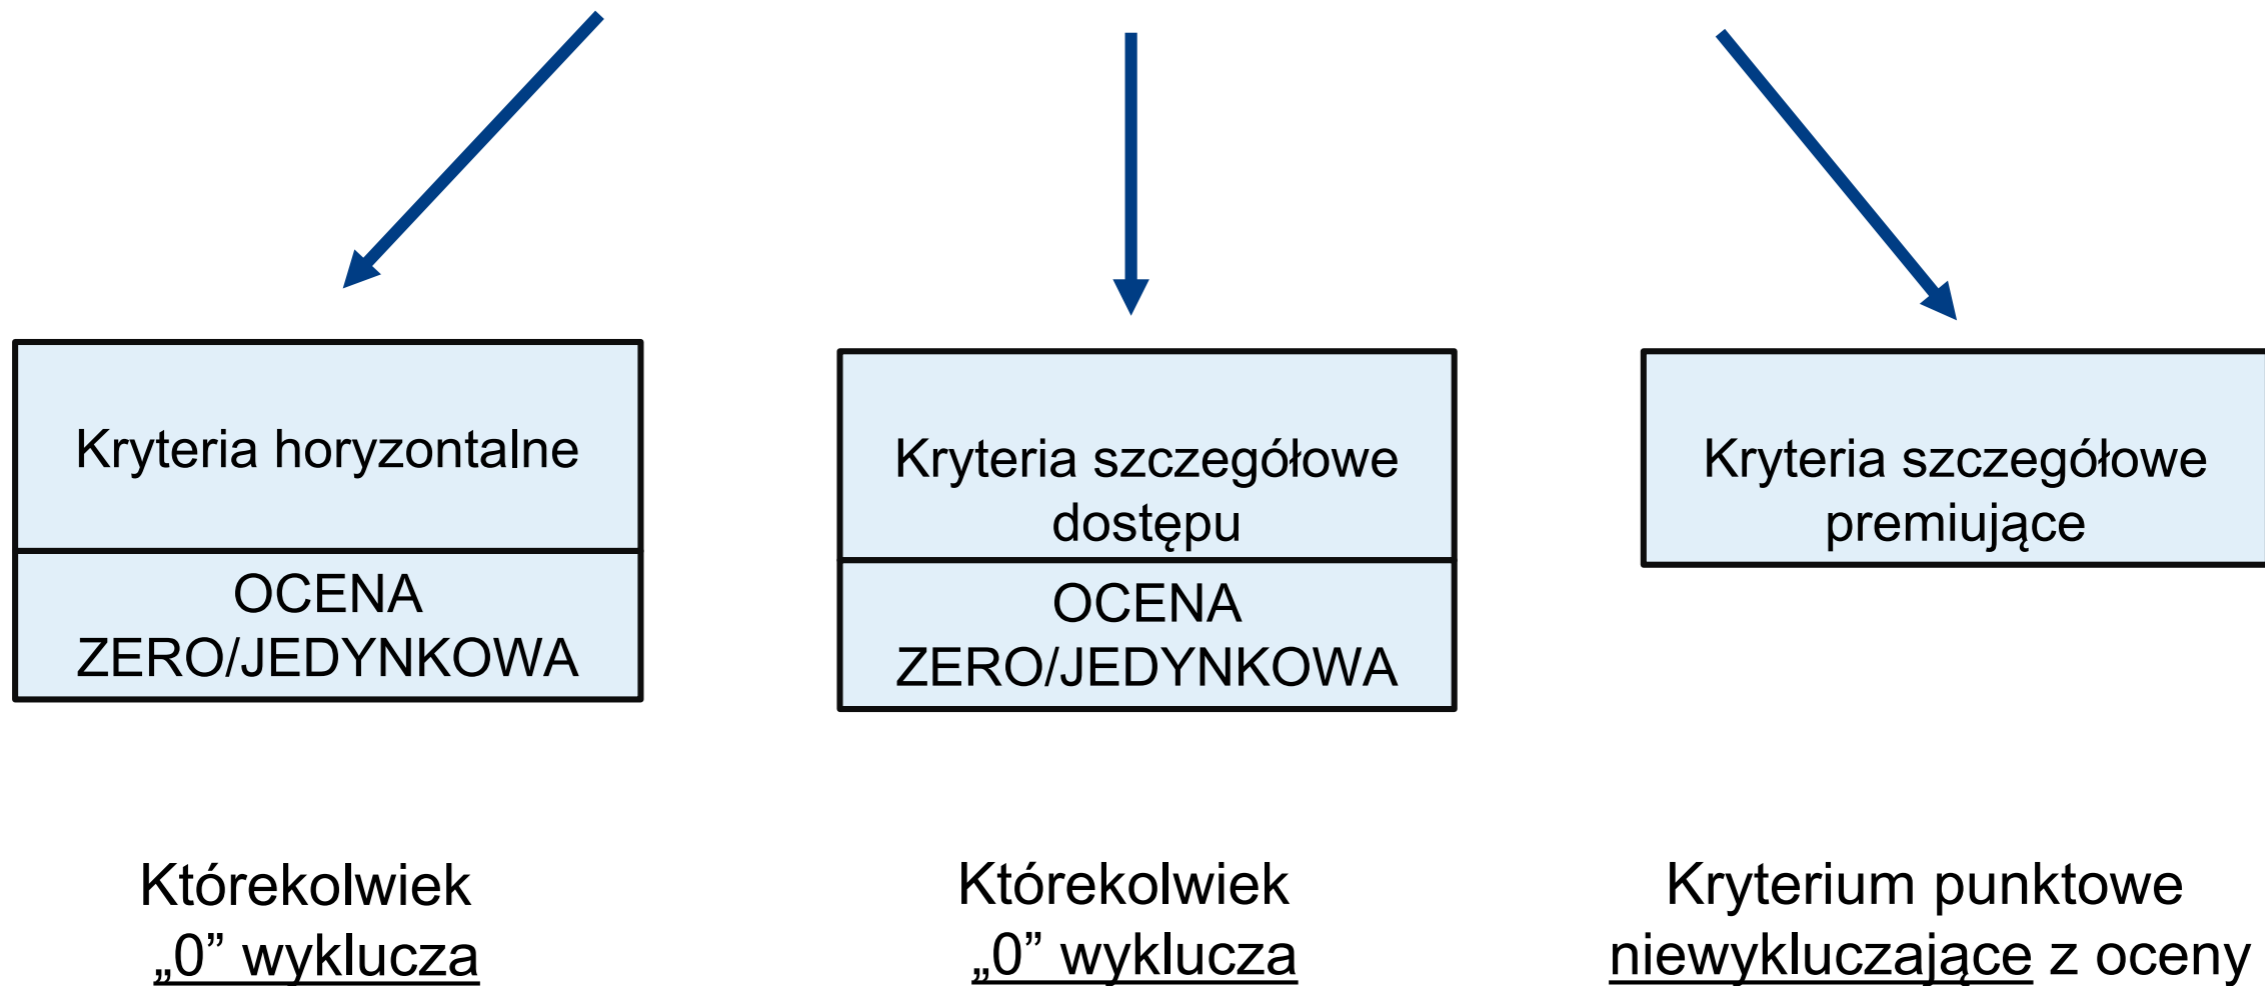 Kryteria horyzontalne
OCENA
ZERO/JEDYNKOWA
Którekolwiek
„0” wyklucza
Kryteria szczegółowe
dostępu
OCENA
ZERO/JEDYNKOWA
Którekolwiek
„0” wyklucza
Kryteria szczegółowe
premiujące
Kryterium punktowe
niewykluczające z oceny